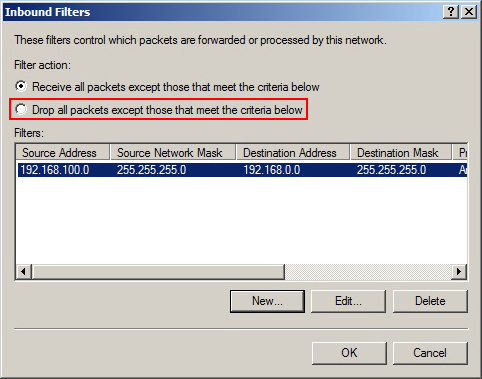 Inbound Filters
These filters control which packets are forwarded or processed by this network.
Filter action:
Receive all packets except those that meet the criteria below
Drop all packets except those that meet the criteria below
Filters:
Source Address Source Network Mask Destination Address Destination Mask
192.168.100.0 255.255.255.0 192.168.0.0 255.255.255.0
New... Edit... Delete
OK Cancel